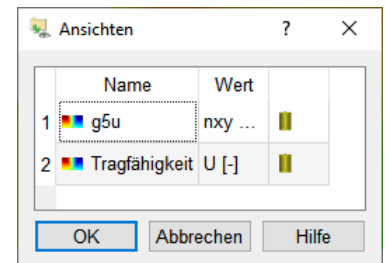 Ansichten ?
Name Wert
1 g5u nxy ...
2 Tragfähigkeit U [-]
OK Abbrechen Hilfe